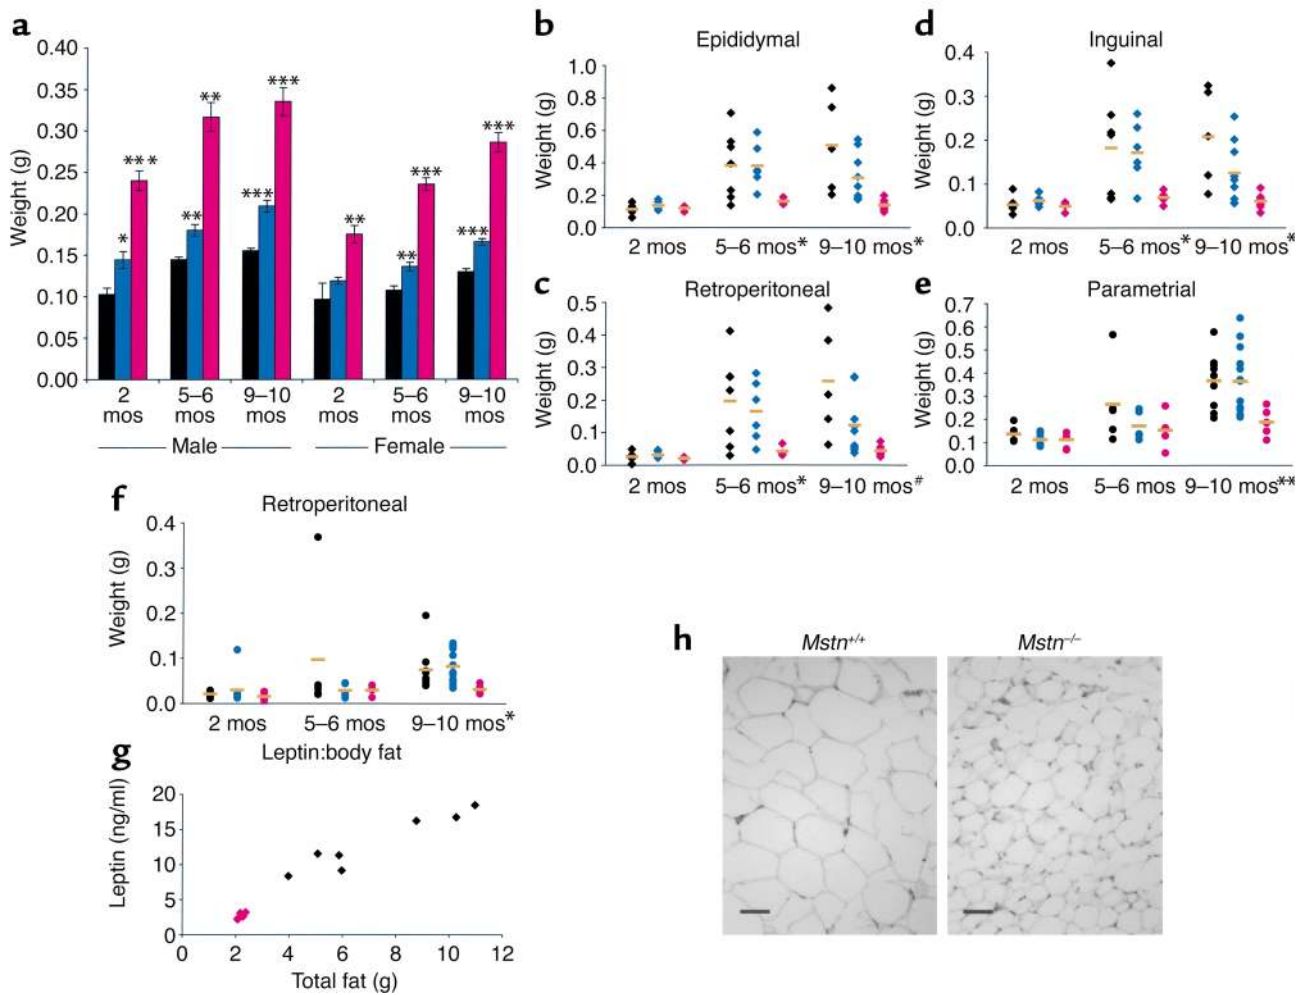 a
Weight (g)
0.40
0.35
0.30
0.25
0.20
0.15
0.10
0.05
0.00
*
***
**
**
***
***
**
**
***
***
***
2 mos
5–6 mos
9–10 mos
2 mos
5–6 mos
9–10 mos
Male
Female
b
Epididymal
Weight (g)
1.0
0.8
0.6
0.4
0.2
0.0
2 mos
5–6 mos*
9–10 mos*
d
Inguinal
Weight (g)
0.4
0.3
0.2
0.1
0.0
2 mos
5–6 mos*
9–10 mos*
c
Retroperitoneal
Weight (g)
0.5
0.4
0.3
0.2
0.1
0.0
2 mos
5–6 mos*
9–10 mos#
e
Parametrial
Weight (g)
0.7
0.6
0.5
0.4
0.3
0.2
0.1
0.0
2 mos
5–6 mos
9–10 mos**
f
Retroperitoneal
Weight (g)
0.4
0.3
0.2
0.1
0.0
2 mos
5–6 mos
9–10 mos*
g
Leptin:body fat
Leptin (ng/ml)
20
15
10
5
0
0
2
4
6
8
10
12
Total fat (g)
h
Mstn+/+
Mstn–/–